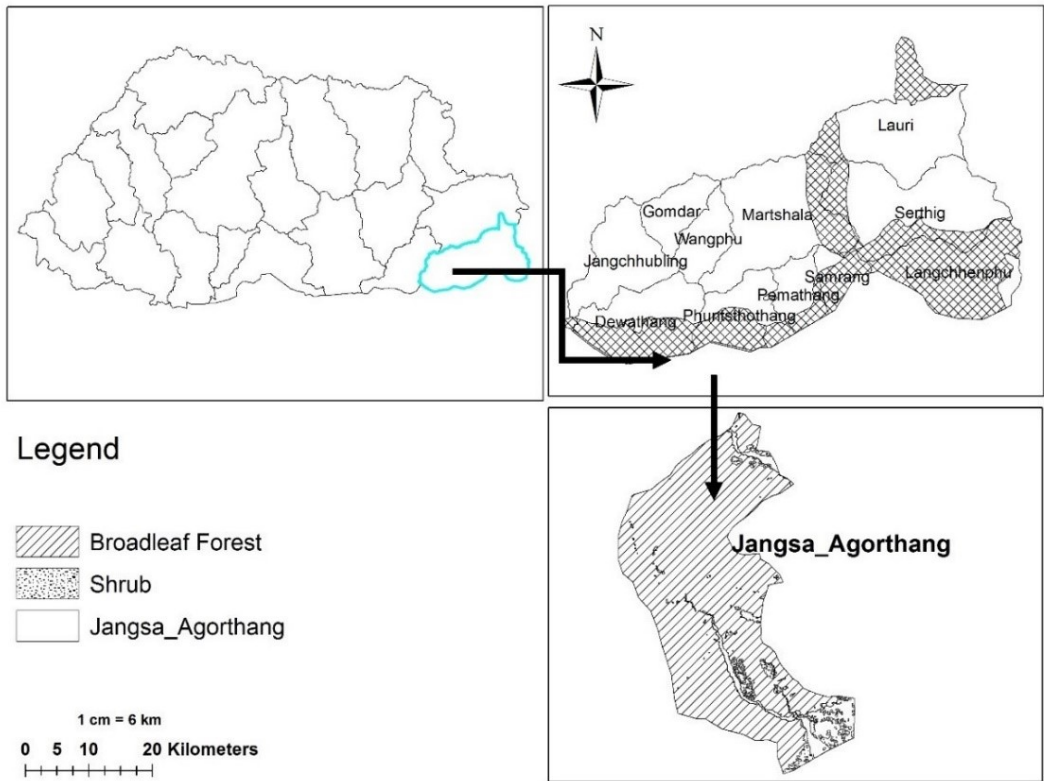 N
Lauri
Gomdar
Martshala
Serthig
Wangphu
Jangchhubling
Samrang
Langchhenphu
Pemathang
Phuntsthothang
Dewathang
Legend
Broadleaf Forest
Shrub
Jangsa_Agorthang
1 cm = 6 km
0 5 10 20 Kilometers
Jangsa_Agorthang